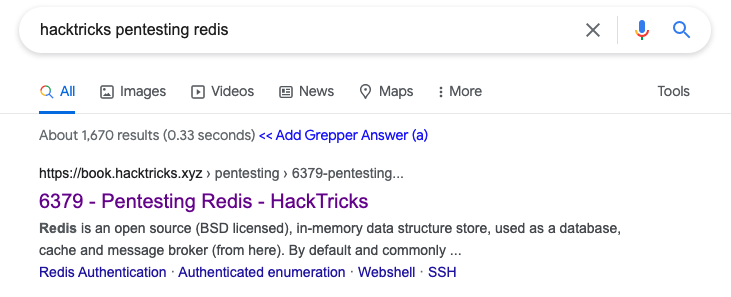 hacktricks pentesting redis
All Images Videos News Maps More Tools
About 1,670 results (0.33 seconds) << Add Grepper Answer (a)
https://book.hacktricks.xyz › pentesting › 6379-pentesting...
6379 - Pentesting Redis - HackTricks
Redis is an open source (BSD licensed), in-memory data structure store, used as a database,
cache and message broker (from here). By default and commonly ...
Redis Authentication · Authenticated enumeration · Webshell · SSH